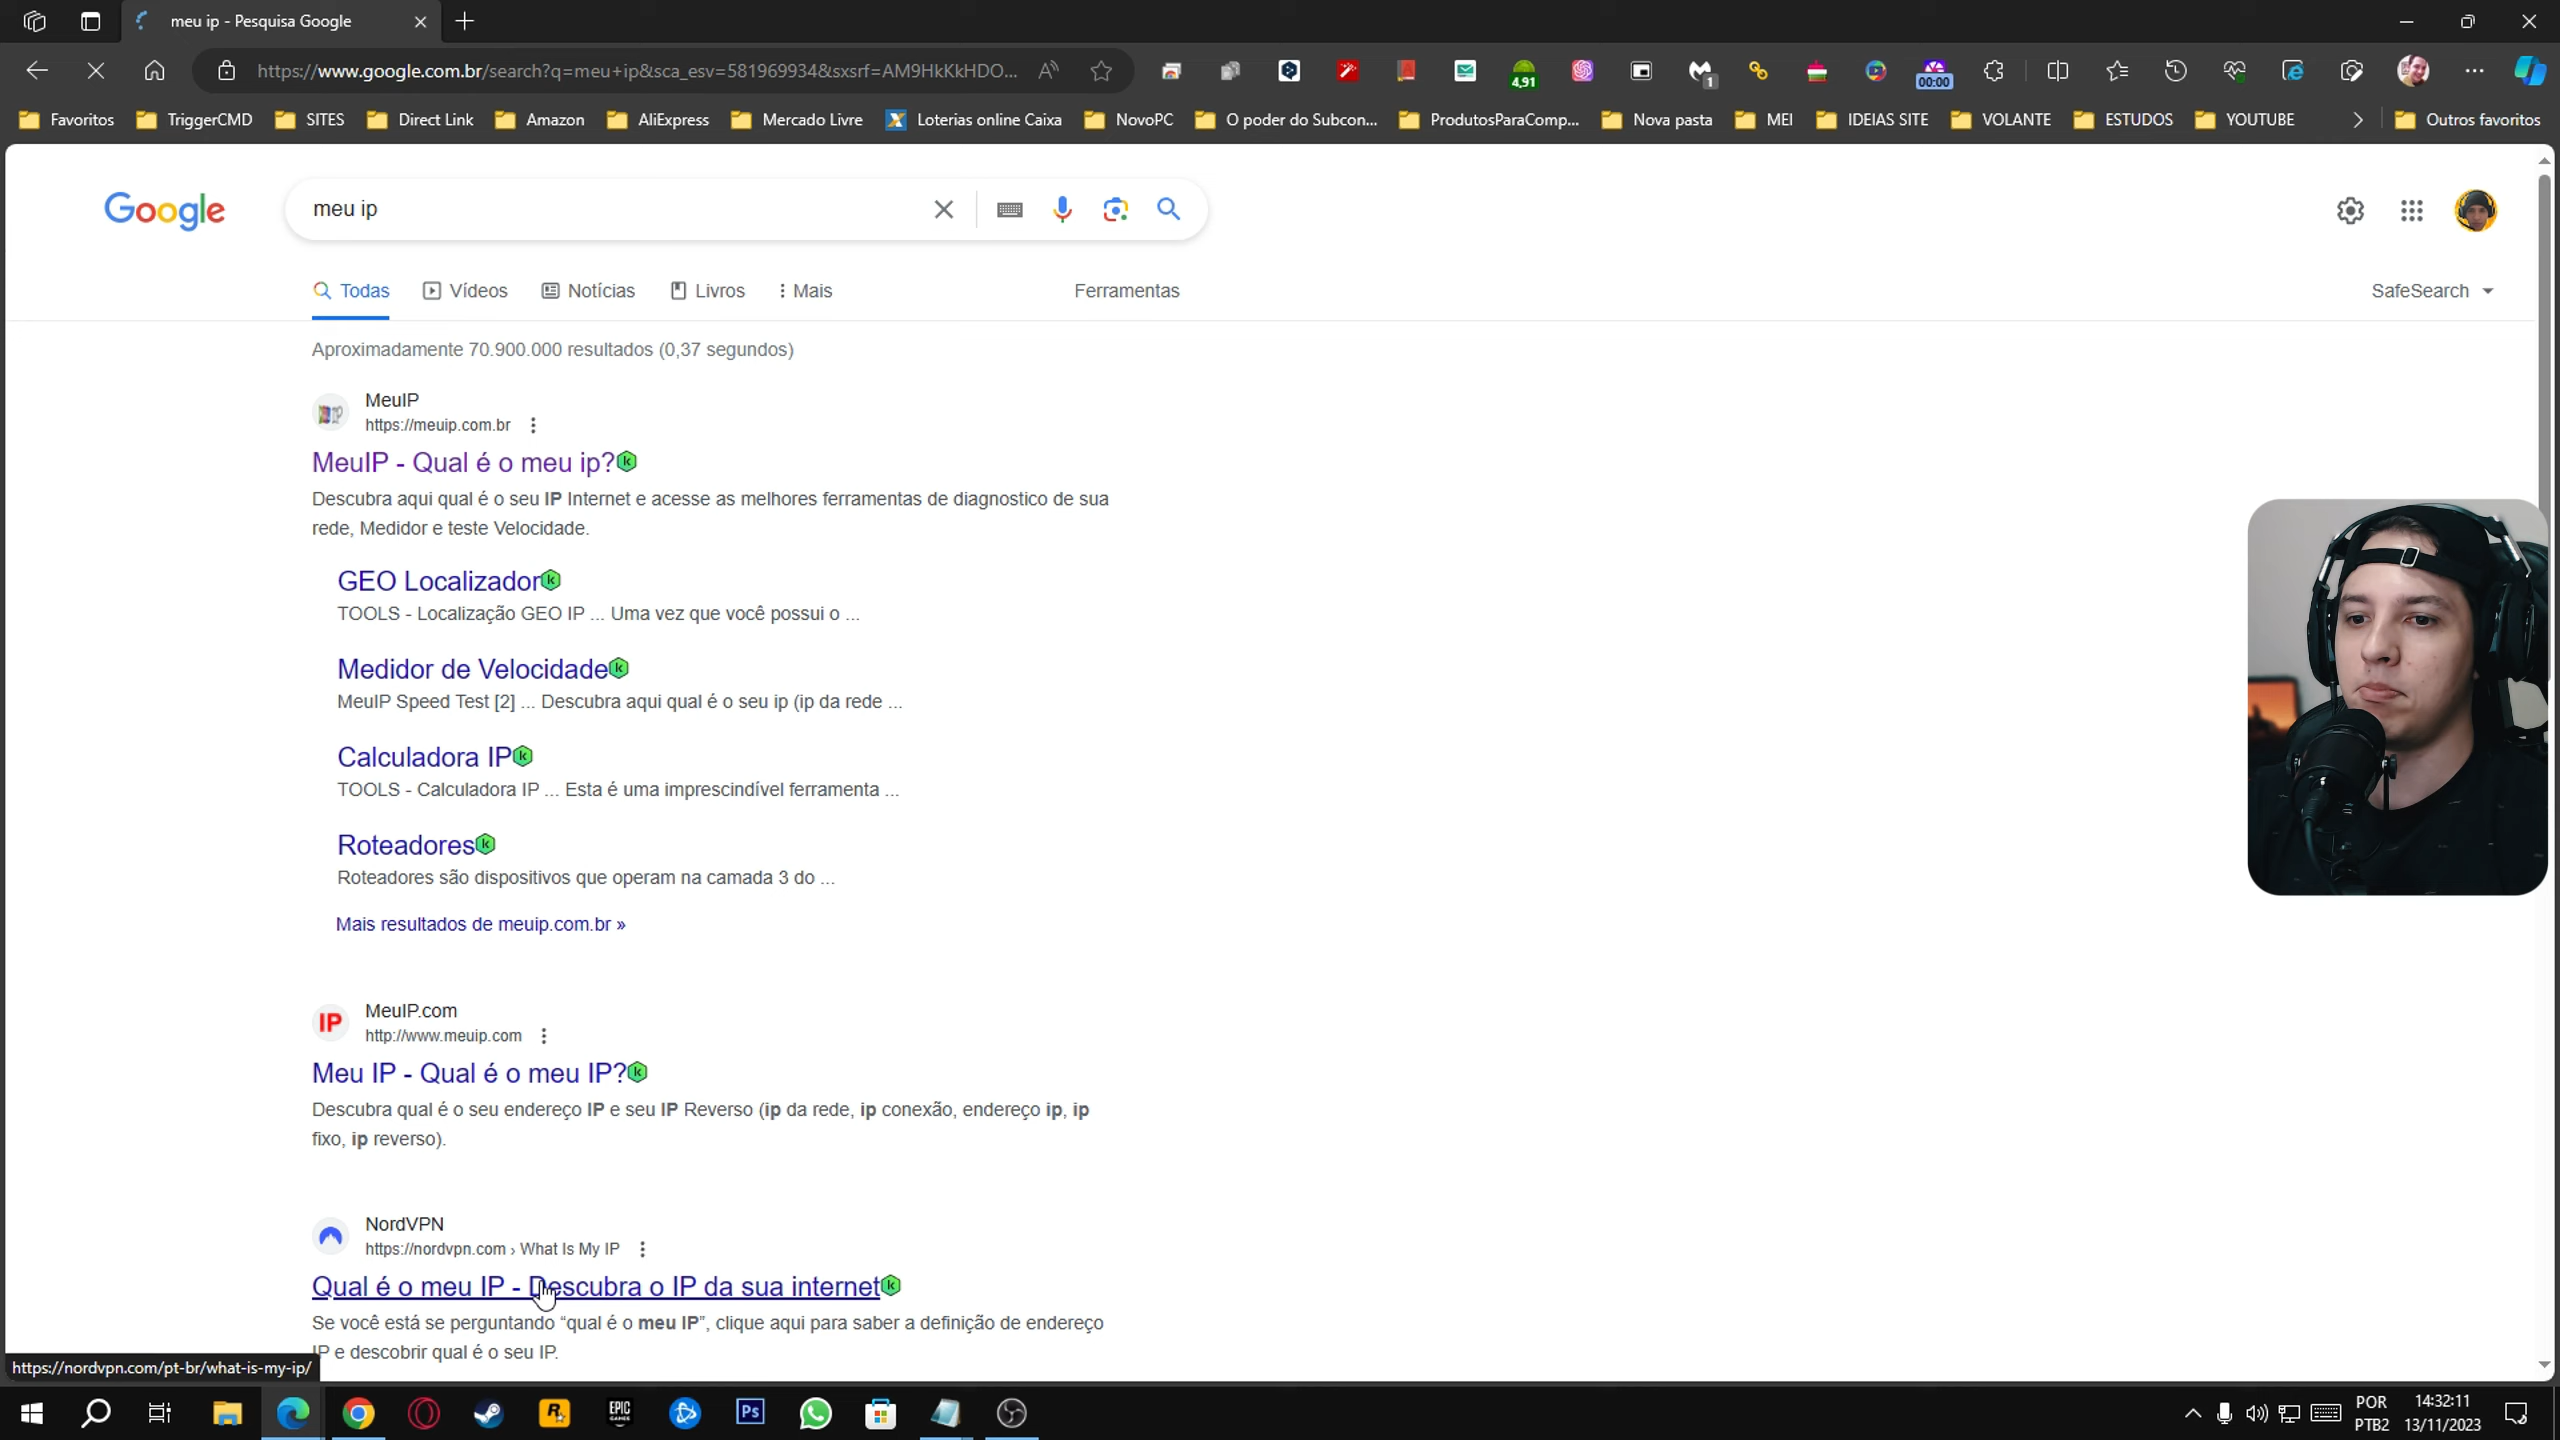 meu ip - Pesquisa Google
https://www.google.com.br/search?q=meu+ip&sca_esv=581969934&sxsrf=AM9HkKkHDO...
4,91
1
00:00
Favoritos
TriggerCMD
SITES
Direct Link
Amazon
AliExpress
Mercado Livre
Loterias online Caixa
NovoPC
O poder do Subcon...
ProdutosParaComp...
Nova pasta
MEI
IDEIAS SITE
VOLANTE
ESTUDOS
YOUTUBE
Outros favoritos
Google
meu ip
Todas
Vídeos
Notícias
Livros
Mais
Ferramentas
SafeSearch
Aproximadamente 70.900.000 resultados (0,37 segundos)
MeuIP
https://meuip.com.br
MeuIP - Qual é o meu ip?
Descubra aqui qual é o seu IP Internet e acesse as melhores ferramentas de diagnostico de sua
rede, Medidor e teste Velocidade.
GEO Localizador
TOOLS - Localização GEO IP ... Uma vez que você possui o ...
Medidor de Velocidade
MeuIP Speed Test [2] ... Descubra aqui qual é o seu ip (ip da rede ...
Calculadora IP
TOOLS - Calculadora IP ... Esta é uma imprescindível ferramenta ...
Roteadores
Roteadores são dispositivos que operam na camada 3 do ...
Mais resultados de meuip.com.br »
IP
MeuIP.com
http://www.meuip.com
Meu IP - Qual é o meu IP?
Descubra qual é o seu endereço IP e seu IP Reverso (ip da rede, ip conexão, endereço ip, ip
fixo, ip reverso).
NordVPN
https://nordvpn.com › What Is My IP
Qual é o meu IP - Descubra o IP da sua internet
Se você está se perguntando “qual é o meu IP”, clique aqui para saber a definição de endereço
IP e descobrir qual é o seu IP.
https://nordvpn.com/pt-br/what-is-my-ip/
EPIC
GAMES
Ps
POR
PTB2
14:32:11
13/11/2023